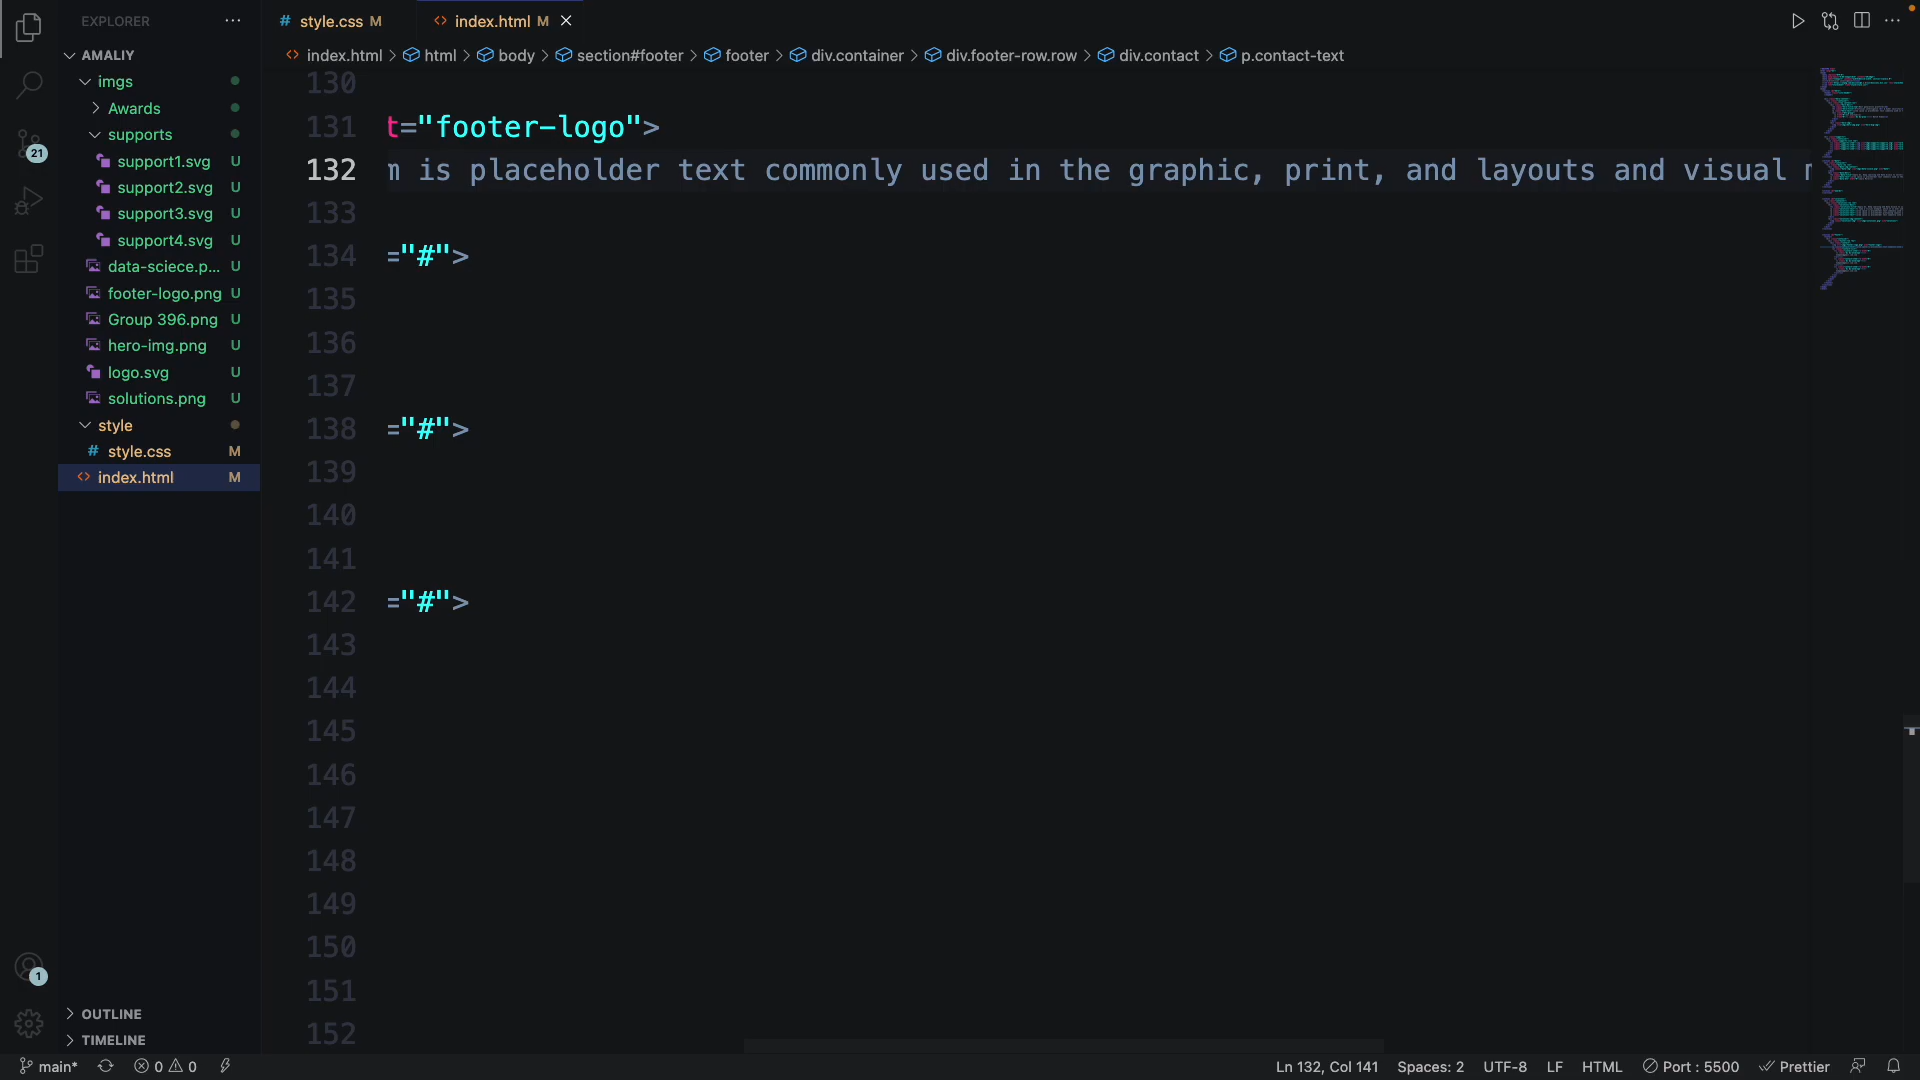 EXPLORER
AMALIY
imgs
Awards
supports
support1.svg U
support2.svg U
support3.svg U
support4.svg U
data-sciece.p... U
footer-logo.png U
Group 396.png U
hero-img.png U
logo.svg U
solutions.png U
style
style.css M
index.html M
OUTLINE
TIMELINE
21
1
style.css M
index.html M
index.html > html > body > section#footer > footer > div.container > div.footer-row.row > div.contact > p.contact-text
130
131 t="footer-logo">
132 m is placeholder text commonly used in the graphic, print, and layouts and visual
133
134 ="#">
135
136
137
138 ="#">
139
140
141
142 ="#">
143
144
145
146
147
148
149
150
151
152
main* 0 0 Ln 132, Col 141 Spaces: 2 UTF-8 LF HTML Port : 5500 Prettier